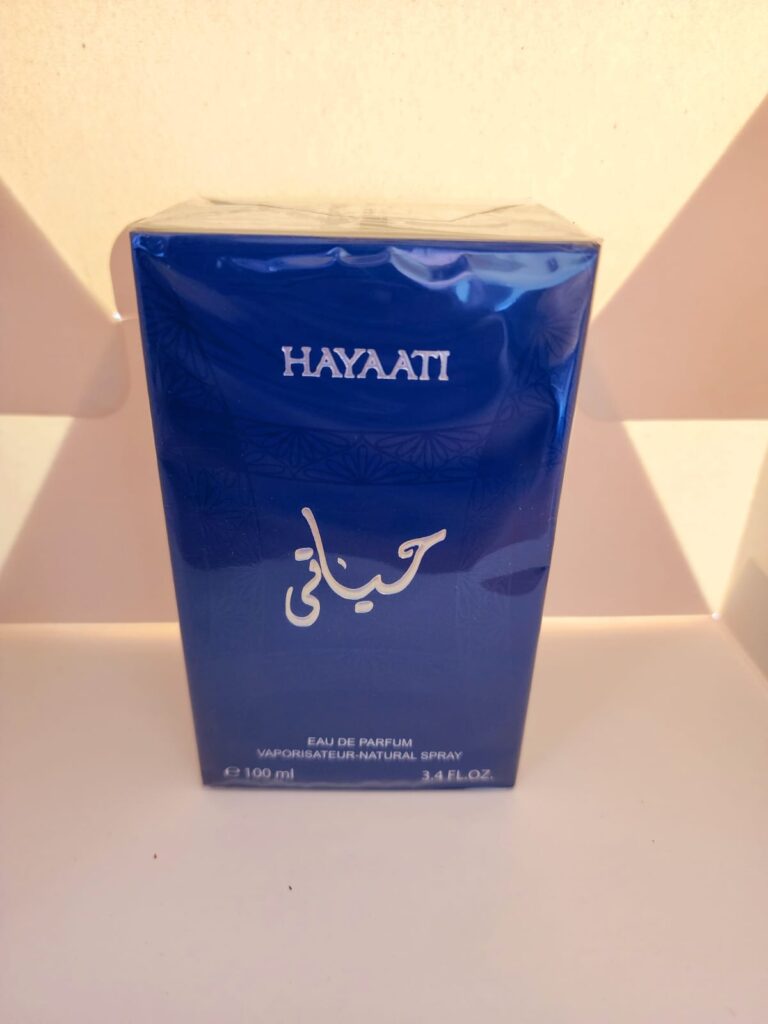 HAYAATI
حياتي
EAU DE PARFUM
VAPORISATEUR-NATURAL SPRAY
℮ 100 ml 3.4 FL.OZ.